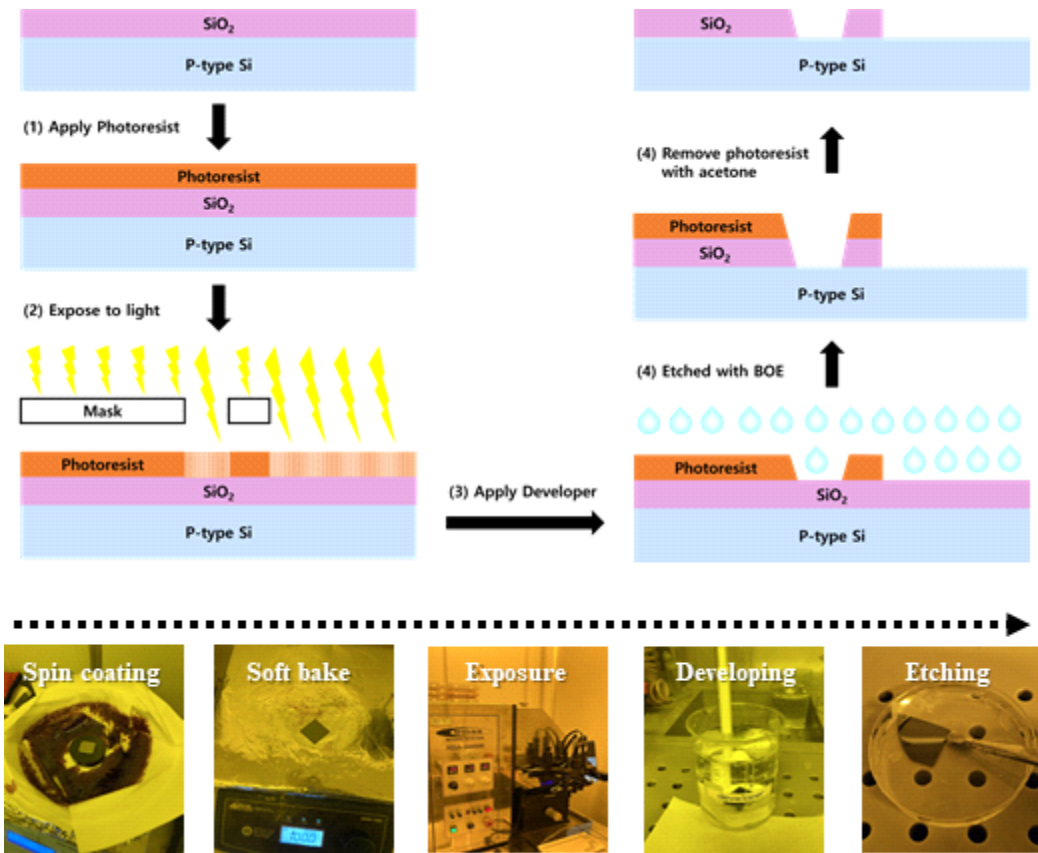 SiO₂
P-type Si
(1) Apply Photoresist
Photoresist
SiO₂
P-type Si
(2) Expose to light
Mask
Photoresist
SiO₂
P-type Si
(3) Apply Developer
SiO₂
P-type Si
(4) Remove photoresist
with acetone
Photoresist
SiO₂
P-type Si
(4) Etched with BOE
Photoresist
SiO₂
P-type Si
Spin coating
Soft bake
Exposure
Developing
Etching